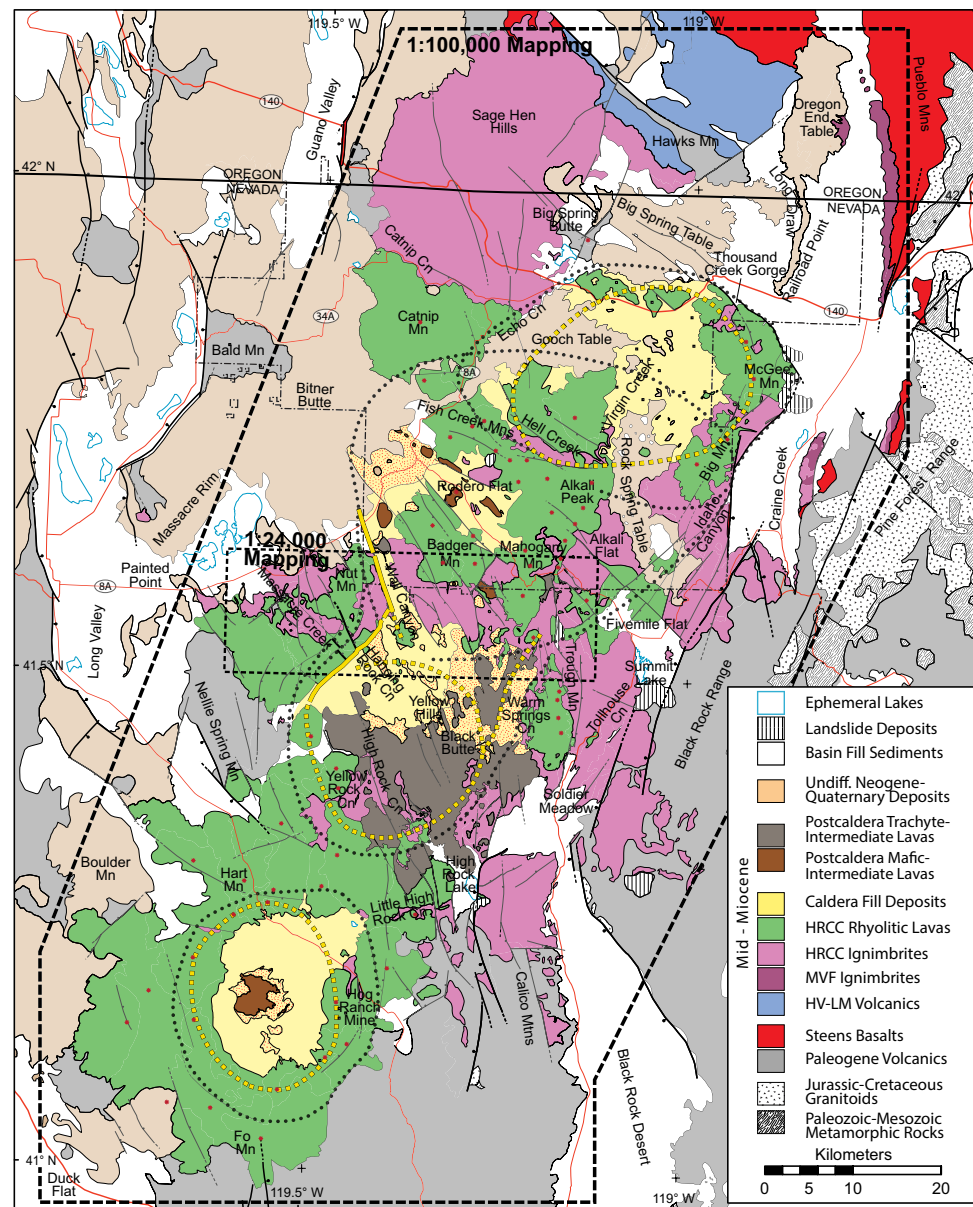 119.5° W
119° W
1:100,000 Mapping
140
Guano Valley
Sage Hen
Hills
Oregon
End
Table
Pueblo Mns
Hawks Mn
42° N
OREGON
NEVADA
Long Draw
OREGON
NEVADA
42°
Big Spring
Butte
Big Spring Table
Catnip Cn
Thousand
Creek Gorge
Railroad Point
34A
Catnip
Mn
Echo Cn
140
Gooch Table
Bald Mn
8A
McGee
Mn
Bitner
Butte
Virgin Creek
Fish Creek Mns
Hell Creek
Big Mn
Rock Spring Table
Massacre Rim
Rodero Flat
Alkali
Peak
Idaho
Canyon
Craine Creek
Pine Forest Range
1:24,000
Mapping
Badger
Mn
Mahogany
Mn
Alkali
Flat
Painted
Point
8A
Nut
Mn
Wall Canyon
Massacre Creek
Fivemile Flat
Long Valley
41.5° N
Hanging
Rock Cn
Trough Mn
Summit
Lake
Nellie Spring Mn
Yellow
Hills
Warm
Springs
Cn
Tollhouse
Cn
Black
Butte
Black Rock Range
High Rock Cn
Yellow
Rock
Cn
Soldier
Meadow
Boulder
Mn
Hart
Mn
High
Rock
Lake
Little High
Rock Cn
Hog
Ranch
Mine
Calico Mtns
Black Rock Desert
Fo
Mn
41° N
Duck
Flat
119.5° W
119° W
Ephemeral Lakes
Landslide Deposits
Basin Fill Sediments
Undiff. Neogene-
Quaternary Deposits
Postcaldera Trachyte-
Intermediate Lavas
Postcaldera Mafic-
Intermediate Lavas
Caldera Fill Deposits
HRCC Rhyolitic Lavas
HRCC Ignimbrites
MVF Ignimbrites
HV-LM Volcanics
Steens Basalts
Paleogene Volcanics
Jurassic-Cretaceous
Granitoids
Paleozoic-Mesozoic
Metamorphic Rocks
Mid - Miocene
Kilometers
0 5 10 20